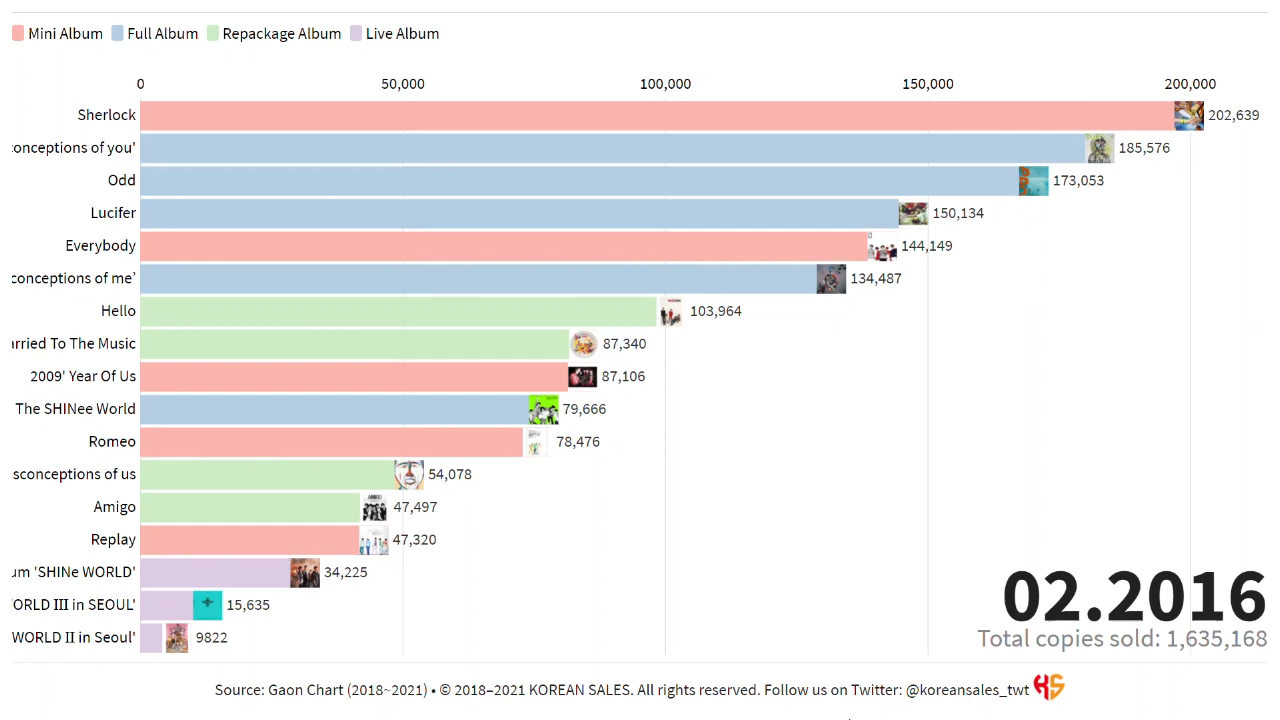 Mini Album Full Album Repackage Album Live Album
0 50,000 100,000 150,000 200,000
Sherlock 202,639
conceptions of you' 185,576
Odd 173,053
Lucifer 150,134
Everybody 144,149
conceptions of me' 134,487
Hello 103,964
rried To The Music 87,340
2009' Year Of Us 87,106
The SHINee World 79,666
Romeo 78,476
sconceptions of us 54,078
Amigo 47,497
Replay 47,320
um 'SHINe WORLD' 34,225
ORLD III in SEOUL' 15,635
WORLD II in Seoul' 9822
02.2016
Total copies sold: 1,635,168
Source: Gaon Chart (2018~2021) • © 2018–2021 KOREAN SALES. All rights reserved. Follow us on Twitter: @koreansales_twt KS